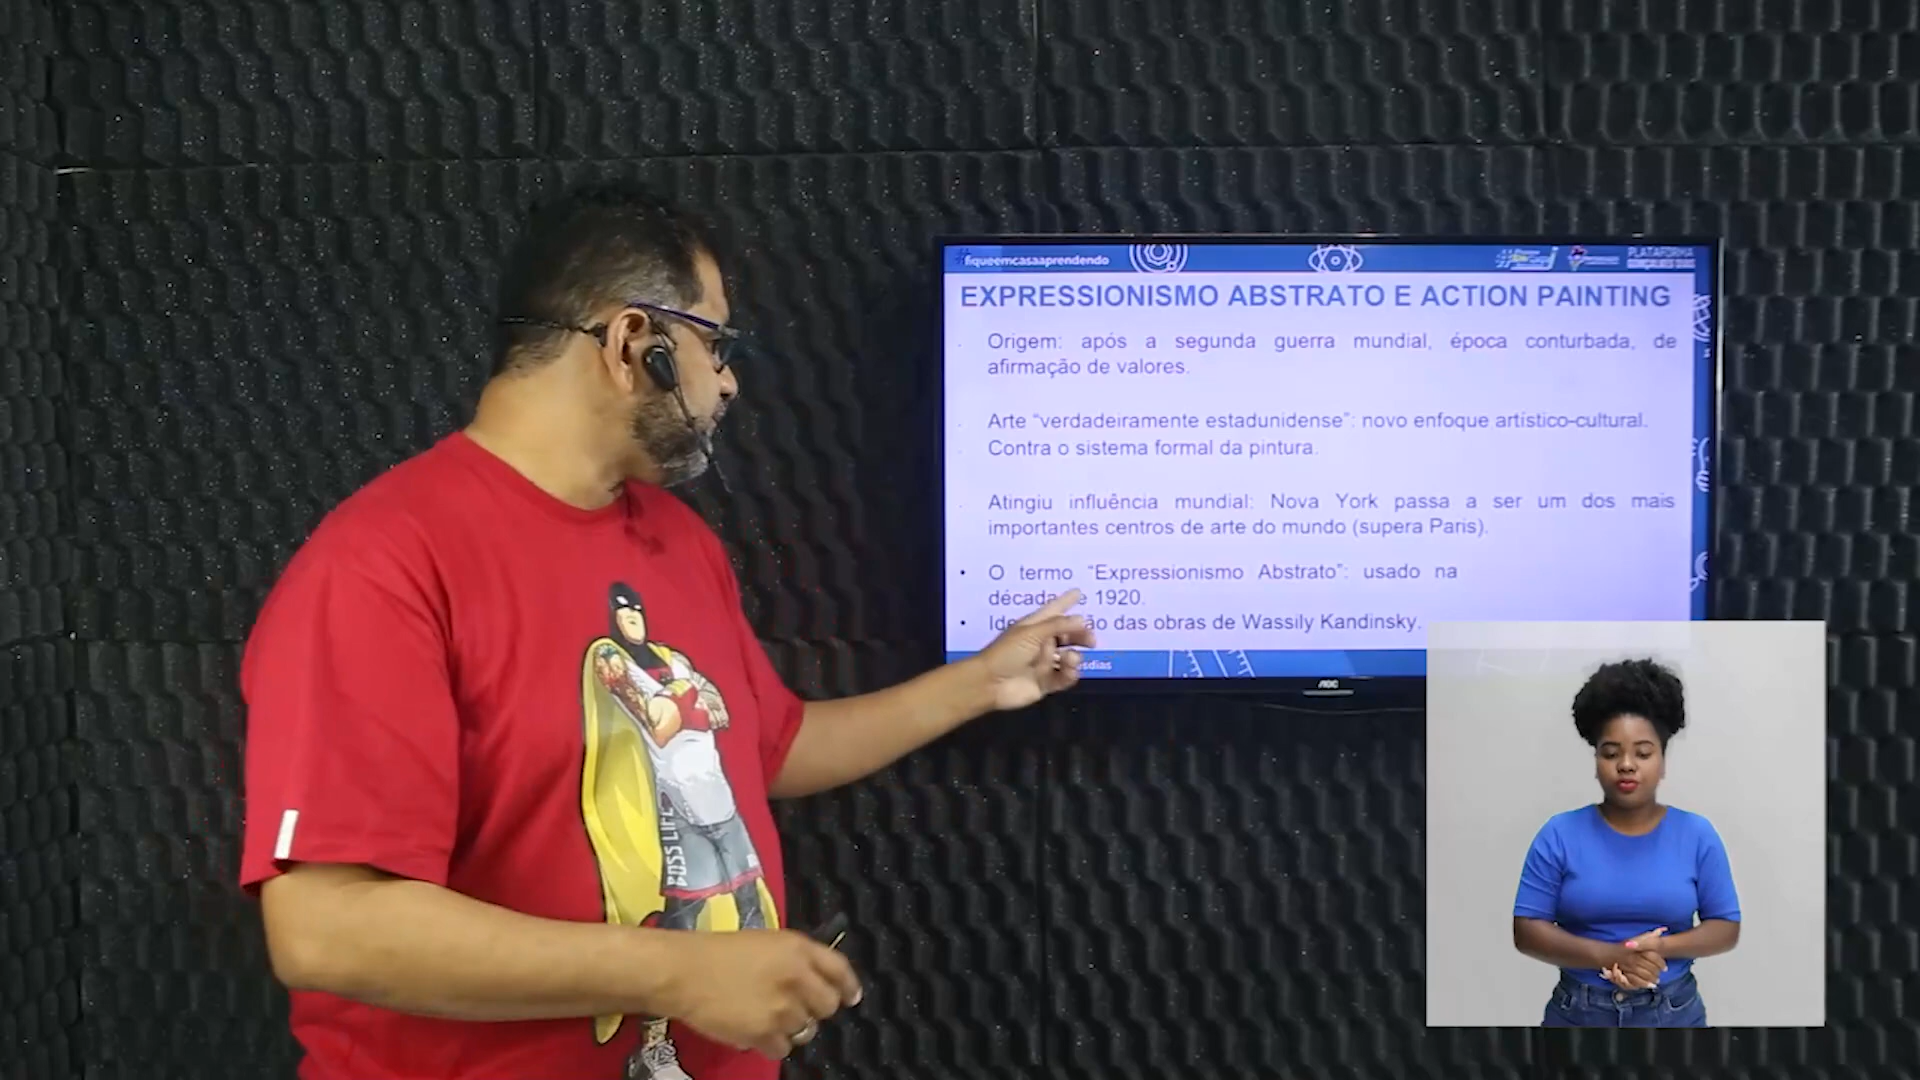 #fiqueemcasaaprendendo
PLATAFORMA
GONÇALVES DIAS
EXPRESSIONISMO ABSTRATO E ACTION PAINTING
Origem: após a segunda guerra mundial, época conturbada, de
afirmação de valores.
Arte “verdadeiramente estadunidense”: novo enfoque artístico-cultural.
Contra o sistema formal da pintura.
Atingiu influência mundial: Nova York passa a ser um dos mais
importantes centros de arte do mundo (supera Paris).
• O termo “Expressionismo Abstrato”: usado na
década 1920.
• das obras de Wassily Kandinsky.
AOC
BOSS LIFE